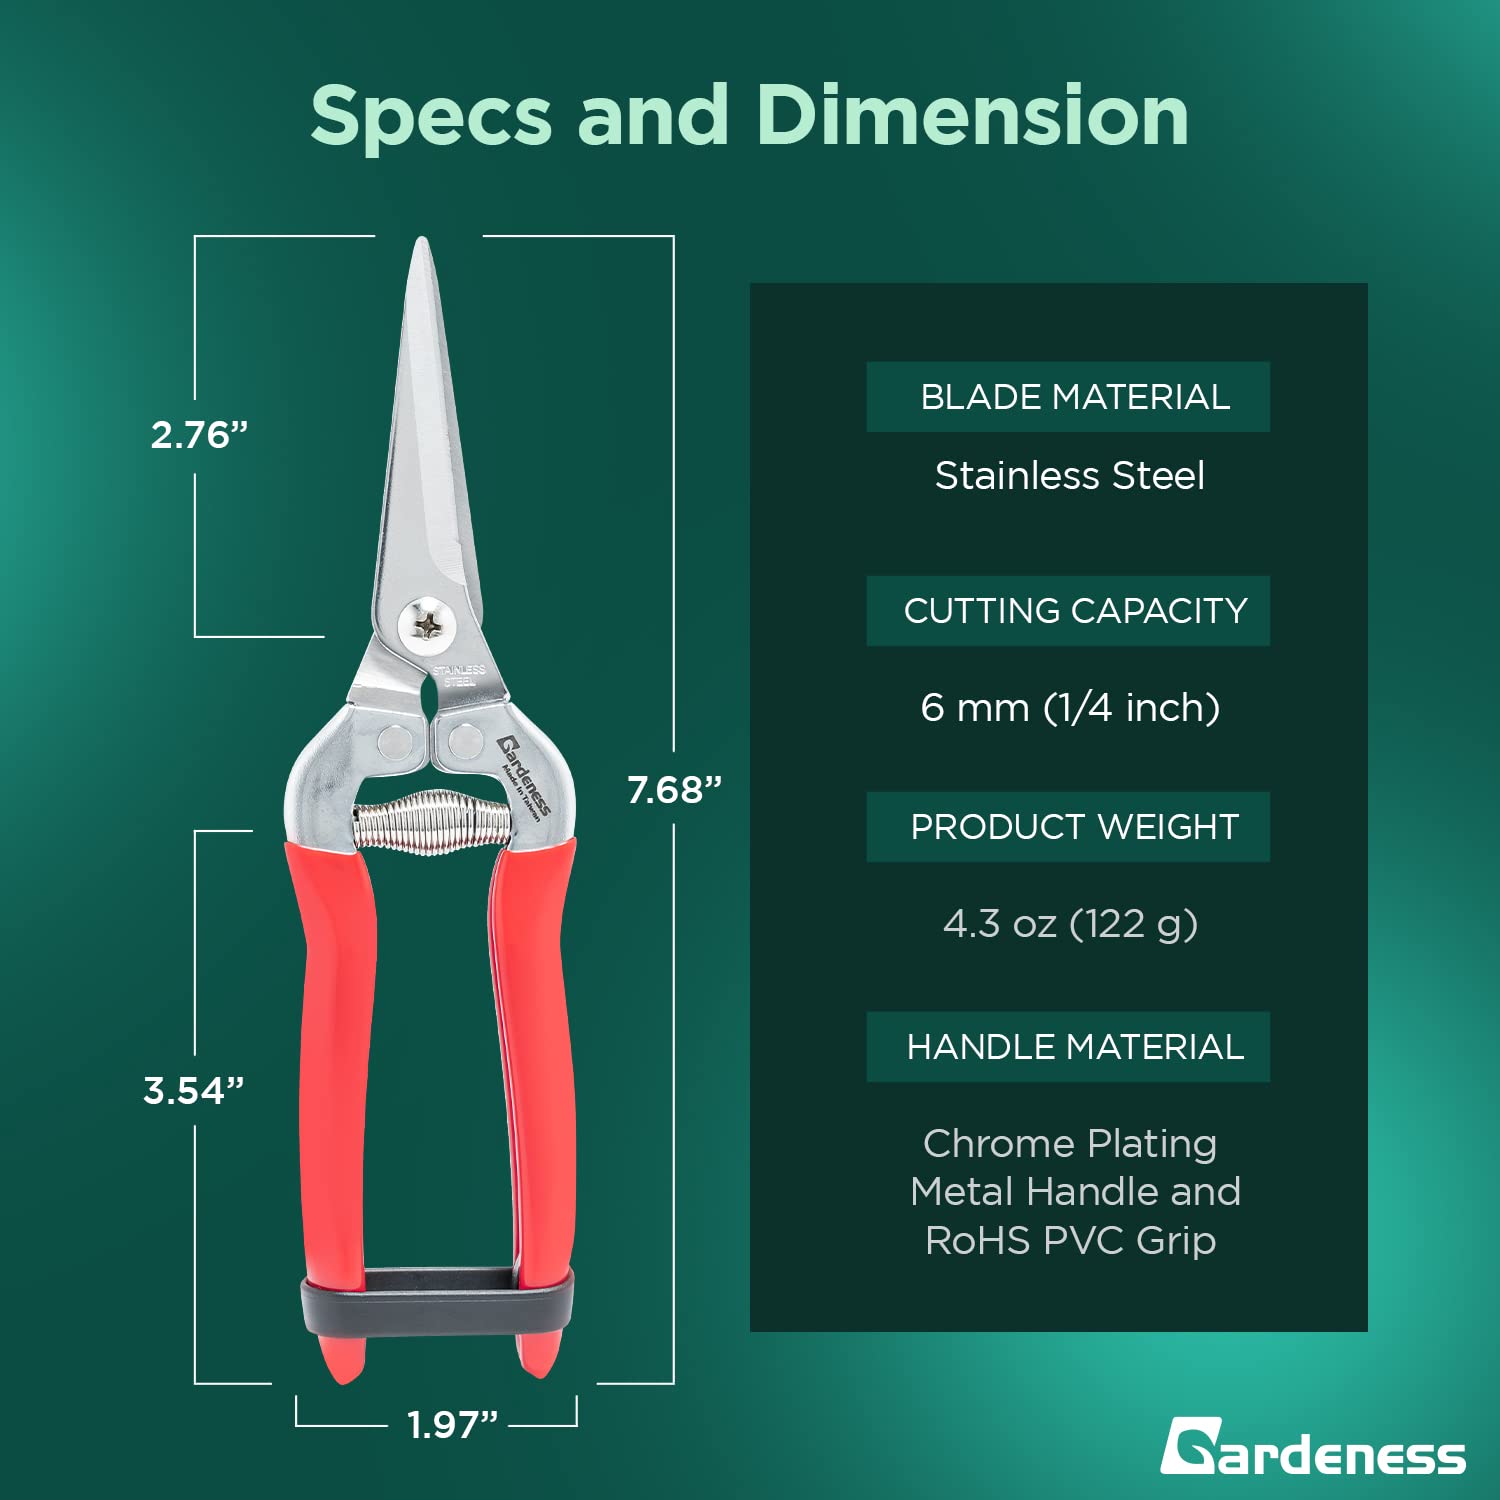 Specs and Dimension
2.76”
7.68”
3.54”
1.97”
STAINLESS
STEEL
Gardeness
Made In Taiwan
BLADE MATERIAL
Stainless Steel
CUTTING CAPACITY
6 mm (1/4 inch)
PRODUCT WEIGHT
4.3 oz (122 g)
HANDLE MATERIAL
Chrome Plating
Metal Handle and
RoHS PVC Grip
Gardeness